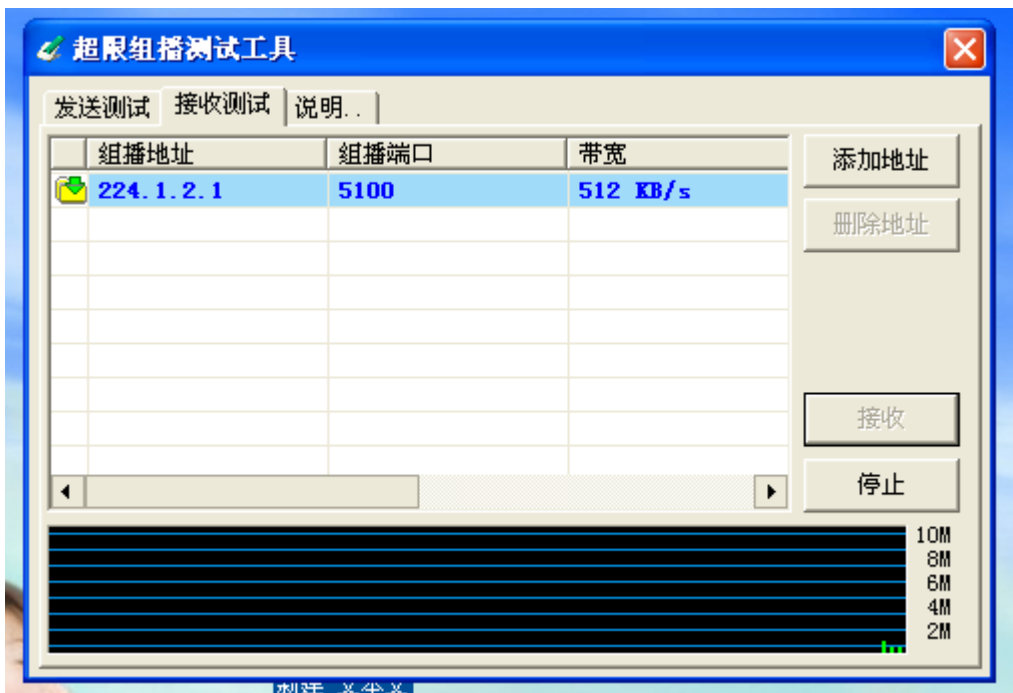 超限组播测试工具
发送测试 接收测试 说明..
组播地址 组播端口 带宽
224.1.2.1 5100 512 KB/s
添加地址
删除地址
接收
停止
10M
8M
6M
4M
2M